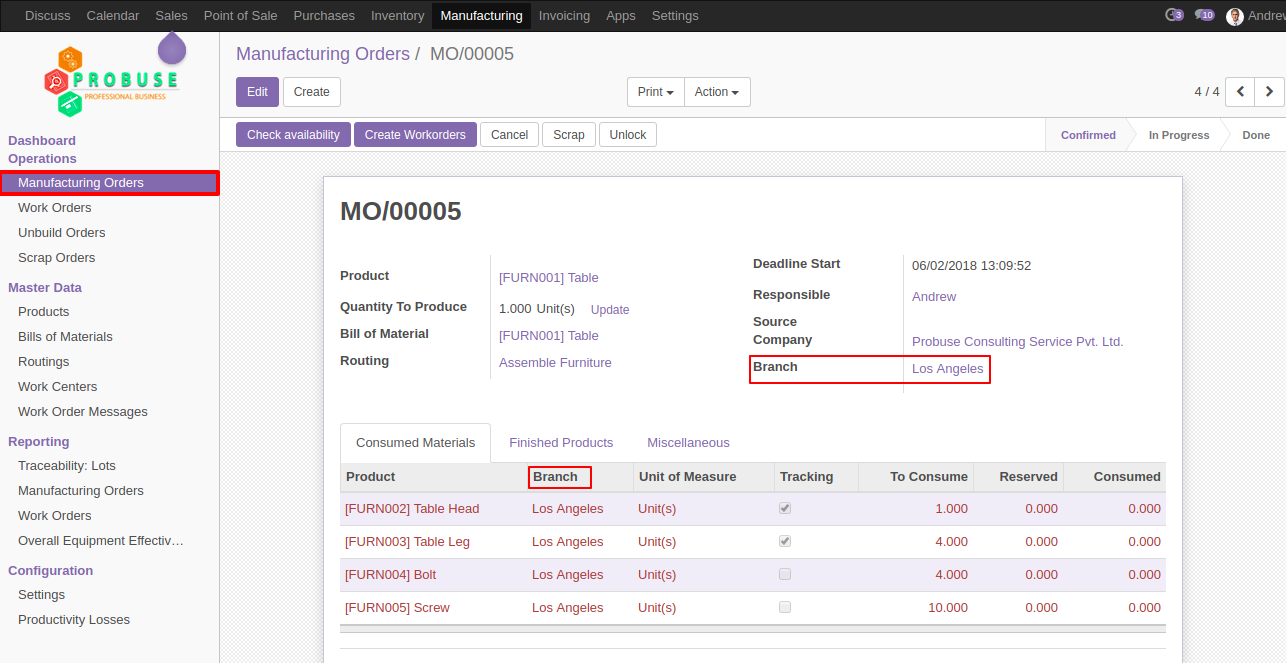 Discuss Calendar Sales Point of Sale Purchases Inventory Manufacturing Invoicing Apps Settings 3 10 Andrew
PROBUSE
PROFESSIONAL BUSINESS
Dashboard
Operations
Manufacturing Orders
Work Orders
Unbuild Orders
Scrap Orders
Master Data
Products
Bills of Materials
Routings
Work Centers
Work Order Messages
Reporting
Traceability: Lots
Manufacturing Orders
Work Orders
Overall Equipment Effectiv…
Configuration
Settings
Productivity Losses
Manufacturing Orders / MO/00005
Edit Create Print Action 4 / 4
Check availability Create Workorders Cancel Scrap Unlock Confirmed In Progress Done
MO/00005
Product [FURN001] Table
Quantity To Produce 1.000 Unit(s) Update
Bill of Material [FURN001] Table
Routing Assemble Furniture
Deadline Start 06/02/2018 13:09:52
Responsible Andrew
Source
Company Probuse Consulting Service Pvt. Ltd.
Branch Los Angeles
Consumed Materials Finished Products Miscellaneous
Product Branch Unit of Measure Tracking To Consume Reserved Consumed
[FURN002] Table Head Los Angeles Unit(s) 1.000 0.000 0.000
[FURN003] Table Leg Los Angeles Unit(s) 4.000 0.000 0.000
[FURN004] Bolt Los Angeles Unit(s) 4.000 0.000 0.000
[FURN005] Screw Los Angeles Unit(s) 10.000 0.000 0.000